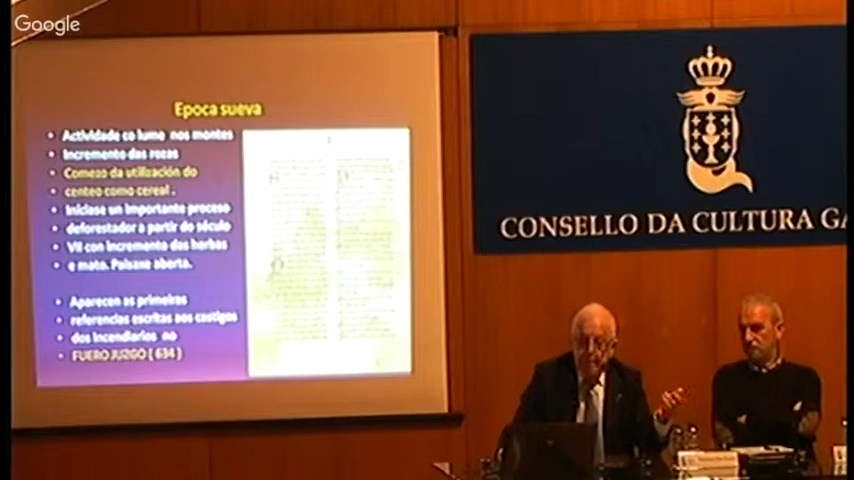 Google
Epoca sueva
• Actividade co lume nos montes
• Incremento das rozas
• Comezo da utilización do
• centeo como cereal .
• Iníciase un importante proceso
• deforestador a partir do século
• VII con incremento das herbas
• e mato. Paisaxe aberta.
• Aparecen as primeiras
• referencias escritas aos castigos
• dos incendiarios no
• FUERO JUZGO ( 634 )
CONSELLO DA CULTURA GA